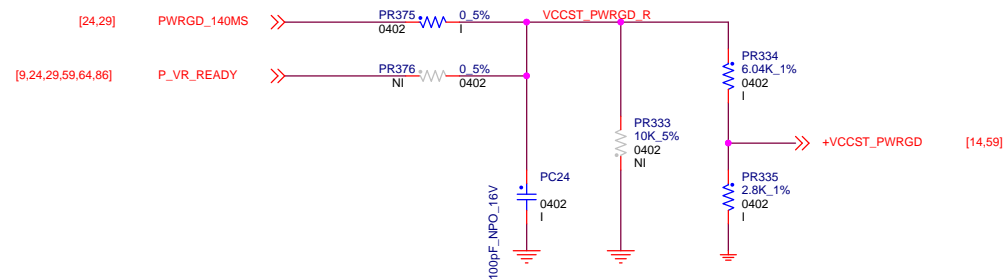 [24,29] PWRGD_140MS PR375 0_5% VCCST_PWRGD_R
0402 I
[9,24,29,59,64,86] P_VR_READY PR376 0_5%
NI 0402
PR334
6.04K_1%
0402
I
PR333
10K_5%
0402
NI
+VCCST_PWRGD [14,59]
PC24
0402
I
100pF_NPO_16V
PR335
2.8K_1%
0402
I